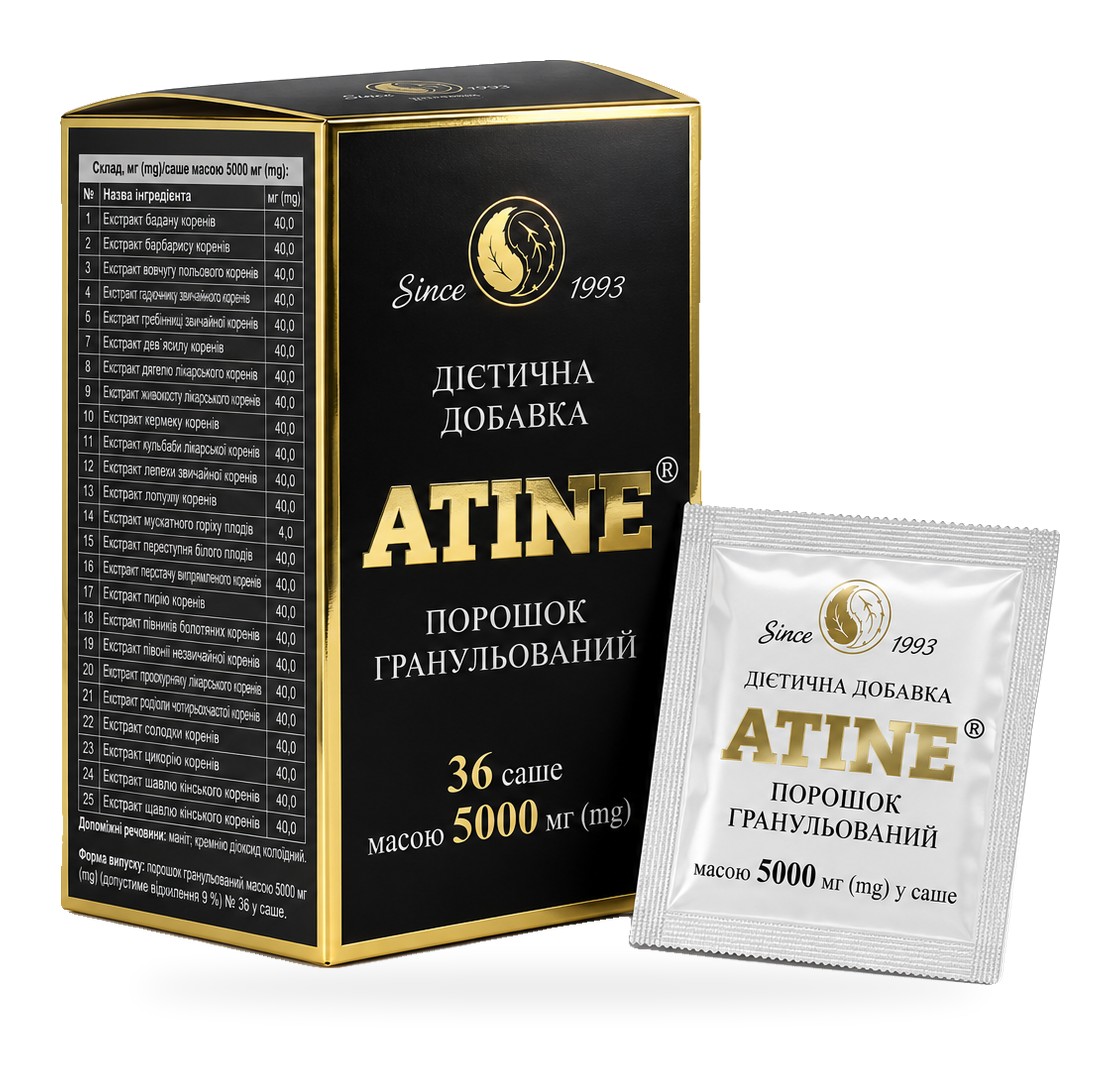 Since 1993
Склад, мг (mg)/саше масою 5000 мг (mg):
№ Назва інгредієнта мг (mg)
1 Екстракт бадану коренів 40,0
2 Екстракт барбарису коренів 40,0
3 Екстракт вовчугу польового коренів 40,0
4 Екстракт гадючнику звичайного коренів 40,0
6 Екстракт гребінниці звичайної коренів 40,0
7 Екстракт дев'ясилу коренів 40,0
8 Екстракт дягелю лікарського коренів 40,0
9 Екстракт живокосту лікарського коренів 40,0
10 Екстракт кермеку коренів 40,0
11 Екстракт кульбаби лікарської коренів 40,0
12 Екстракт лепехи звичайної коренів 40,0
13 Екстракт лопуху коренів 40,0
14 Екстракт мускатного горіху плодів 4,0
15 Екстракт переступня білого плодів 40,0
16 Екстракт перстачу випрямленого коренів 40,0
17 Екстракт пирію коренів 40,0
18 Екстракт півників болотяних коренів 40,0
19 Екстракт півонії незвичайної коренів 40,0
20 Екстракт проскурняку лікарського коренів 40,0
21 Екстракт родіоли чотирьохчастої коренів 40,0
22 Екстракт солодки коренів 40,0
23 Екстракт цикорію коренів 40,0
24 Екстракт шавлю кінського коренів 40,0
25 Екстракт щавлю кінського коренів 40,0
Допоміжні речовини: маніт; кремнію діоксид колоїдний.
Форма випуску: порошок гранульований масою 5000 мг
(mg) (допустиме відхилення 9 %) № 36 у саше.
Since 1993
ДІЄТИЧНА
ДОБАВКА
ATINE®
ПОРОШОК
ГРАНУЛЬОВАНИЙ
36 саше
масою 5000 мг (mg)
Since 1993
ДІЄТИЧНА ДОБАВКА
ATINE®
ПОРОШОК
ГРАНУЛЬОВАНИЙ
масою 5000 мг (mg) у саше